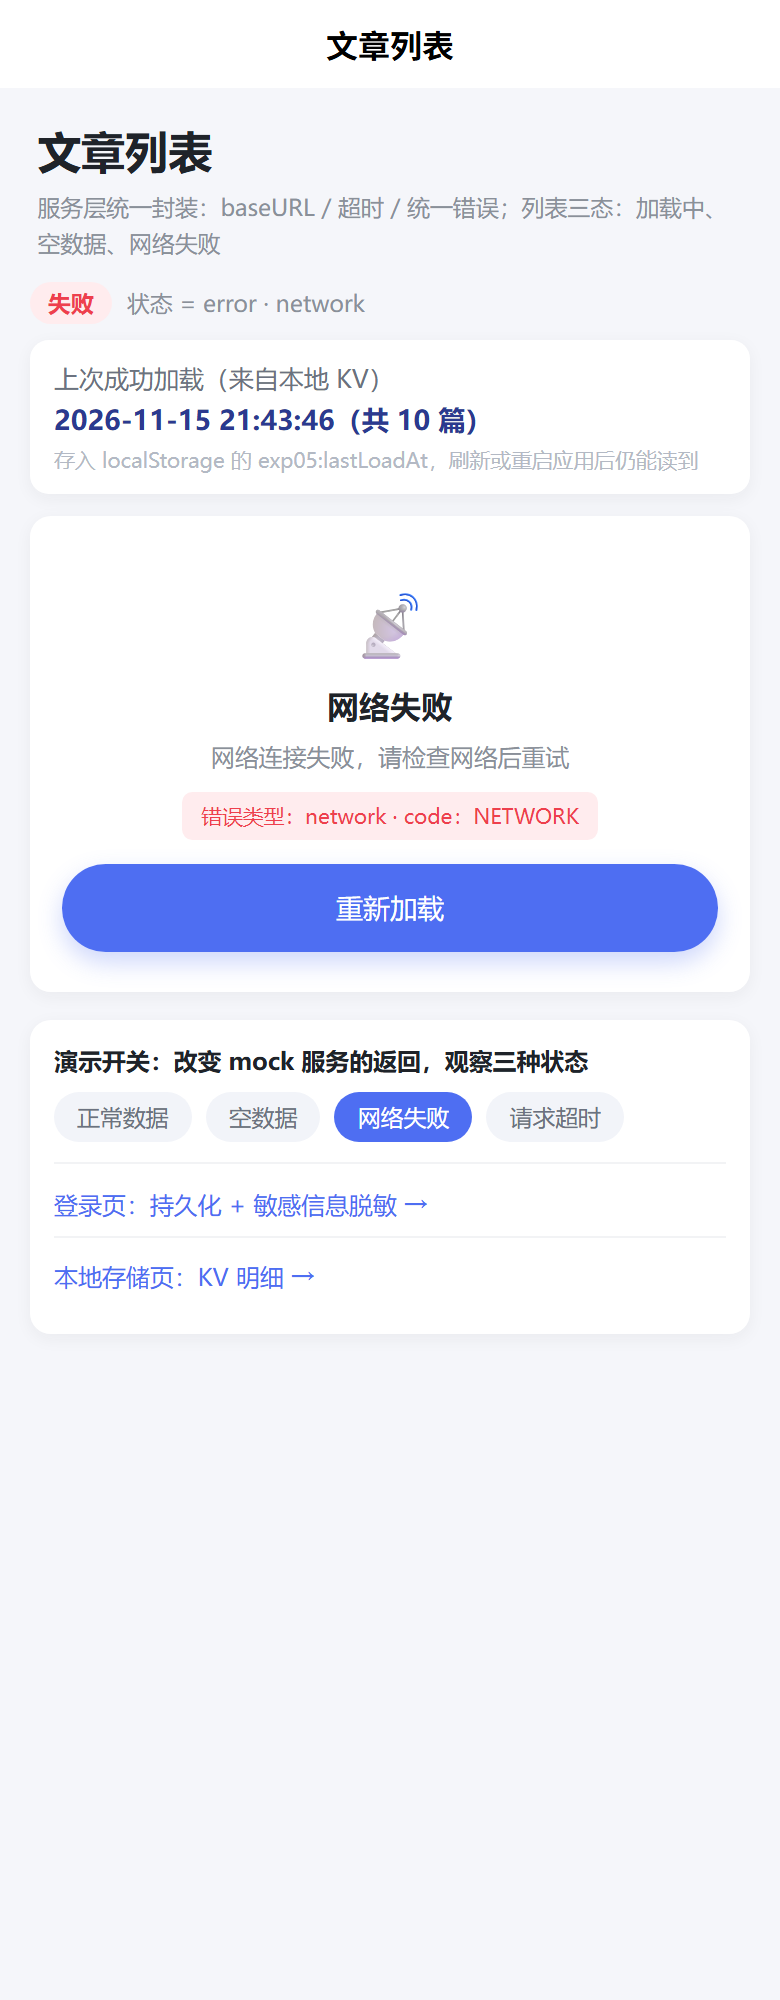 文章列表
文章列表
服务层统一封装：baseURL / 超时 / 统一错误；列表三态：加载中、
空数据、网络失败
失败 状态 = error · network
上次成功加载（来自本地 KV）
2026-11-15 21:43:46（共 10 篇）
存入 localStorage 的 exp05:lastLoadAt，刷新或重启应用后仍能读到
网络失败
网络连接失败，请检查网络后重试
错误类型：network · code：NETWORK
重新加载
演示开关：改变 mock 服务的返回，观察三种状态
正常数据 空数据 网络失败 请求超时
登录页：持久化 + 敏感信息脱敏 →
本地存储页：KV 明细 →